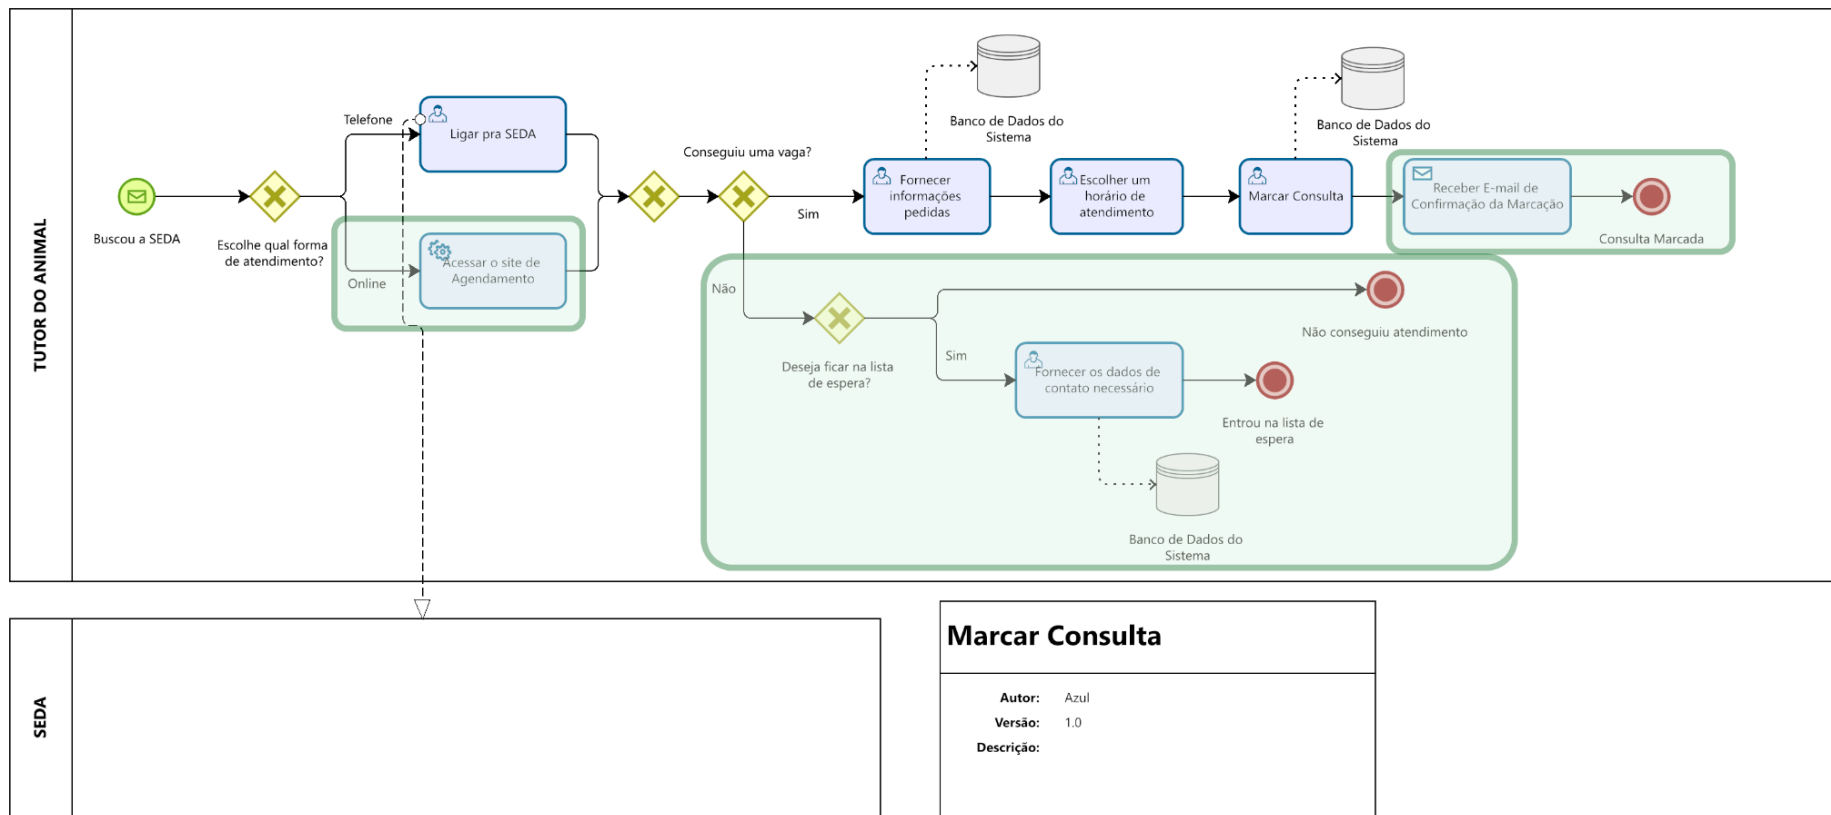 TUTOR DO ANIMAL
Buscou a SEDA
Escolhe qual forma
de atendimento?
Telefone
Ligar pra SEDA
Online
Acessar o site de
Agendamento
Conseguiu uma vaga?
Sim
Fornecer
informações
pedidas
Banco de Dados do
Sistema
Escolher um
horário de
atendimento
Marcar Consulta
Banco de Dados do
Sistema
Receber E-mail de
Confirmação da Marcação
Consulta Marcada
Não
Deseja ficar na lista
de espera?
Não conseguiu atendimento
Sim
Fornecer os dados de
contato necessário
Entrou na lista de
espera
Banco de Dados do
Sistema
SEDA
Marcar Consulta
Autor: Azul
Versão: 1.0
Descrição: